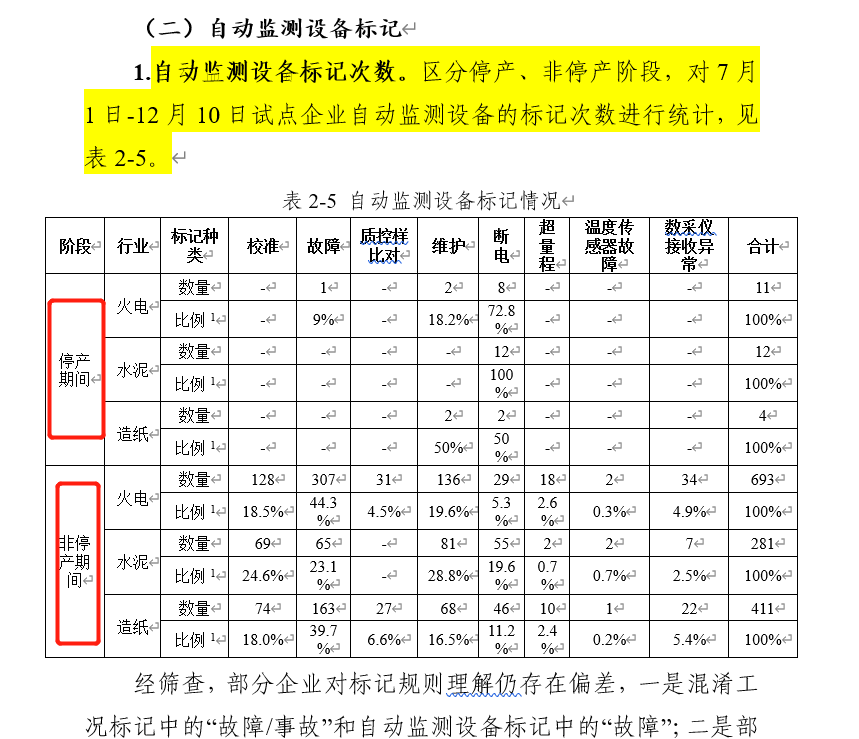 （二）自动监测设备标记
1.自动监测设备标记次数。区分停产、非停产阶段，对 7 月
1 日-12 月 10 日试点企业自动监测设备的标记次数进行统计，见
表 2-5。
表 2-5 自动监测设备标记情况
阶段 行业 标记种类 校准 故障 质控样比对 维护 断电 超量程 温度传感器故障 数采仪接收异常 合计
停产期间 火电 数量 - 1 - 2 8 - - - 11
比例 1 - 9% - 18.2% 72.8% - - - 100%
水泥 数量 - - - - 12 - - - 12
比例 1 - - - - 100% - - - 100%
造纸 数量 - - - 2 2 - - - 4
比例 1 - - - 50% 50% - - - 100%
非停产期间 火电 数量 128 307 31 136 29 18 2 34 693
比例 1 18.5% 44.3% 4.5% 19.6% 5.3% 2.6% 0.3% 4.9% 100%
水泥 数量 69 65 - 81 55 2 2 7 281
比例 1 24.6% 23.1% - 28.8% 19.6% 0.7% 0.7% 2.5% 100%
造纸 数量 74 163 27 68 46 10 1 22 411
比例 1 18.0% 39.7% 6.6% 16.5% 11.2% 2.4% 0.2% 5.4% 100%
经筛查，部分企业对标记规则理解仍存在偏差，一是混淆工
况标记中的“故障/事故”和自动监测设备标记中的“故障”；二是部